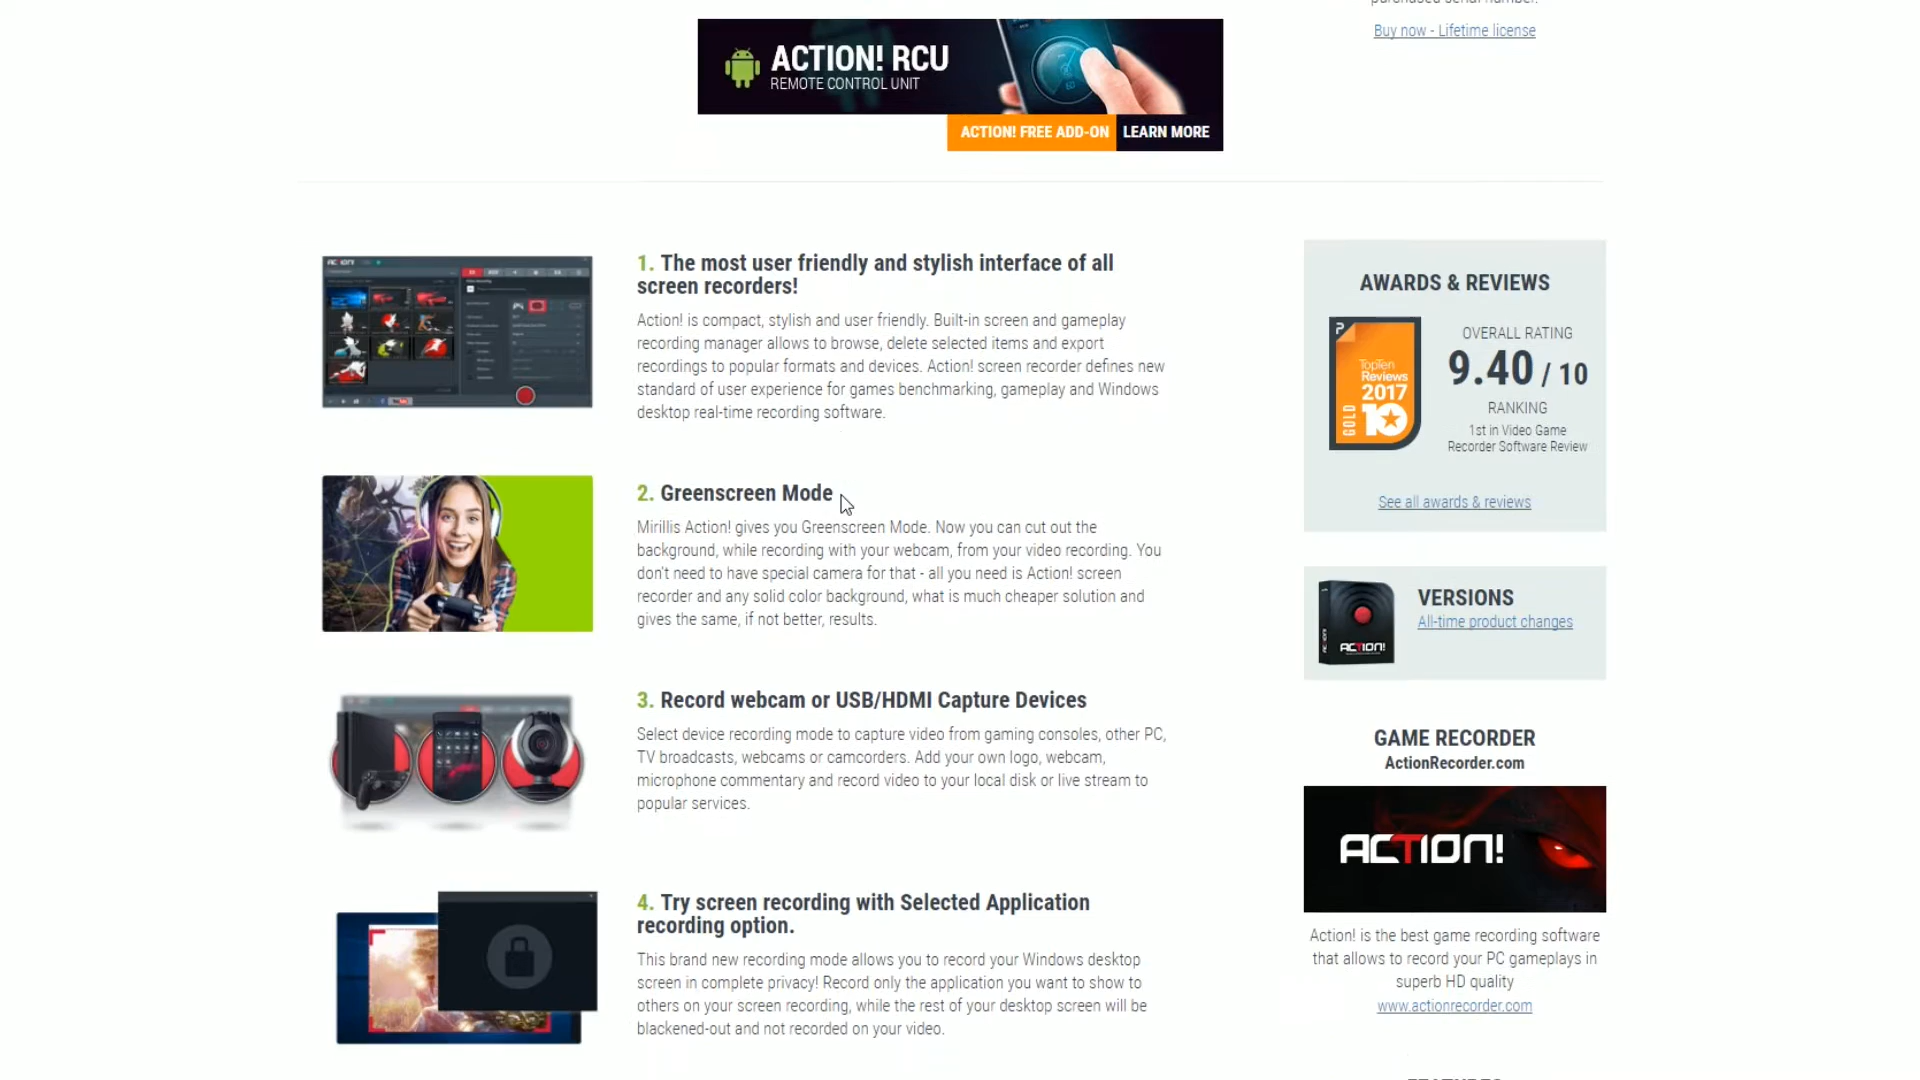 Buy now - Lifetime license
ACTION! RCU
REMOTE CONTROL UNIT
ACTION! FREE ADD-ON
LEARN MORE
1. The most user friendly and stylish interface of all
screen recorders!
Action! is compact, stylish and user friendly. Built-in screen and gameplay
recording manager allows to browse, delete selected items and export
recordings to popular formats and devices. Action! screen recorder defines new
standard of user experience for games benchmarking, gameplay and Windows
desktop real-time recording software.
2. Greenscreen Mode
Mirillis Action! gives you Greenscreen Mode. Now you can cut out the
background, while recording with your webcam, from your video recording. You
don't need to have special camera for that - all you need is Action! screen
recorder and any solid color background, what is much cheaper solution and
gives the same, if not better, results.
3. Record webcam or USB/HDMI Capture Devices
Select device recording mode to capture video from gaming consoles, other PC,
TV broadcasts, webcams or camcorders. Add your own logo, webcam,
microphone commentary and record video to your local disk or live stream to
popular services.
4. Try screen recording with Selected Application
recording option.
This brand new recording mode allows you to record your Windows desktop
screen in complete privacy! Record only the application you want to show to
others on your screen recording, while the rest of your desktop screen will be
blackened-out and not recorded on your video.
AWARDS & REVIEWS
TopTen
Reviews
2017
GOLD
10
OVERALL RATING
9.40 / 10
RANKING
1st in Video Game
Recorder Software Review
See all awards & reviews
ACTION!
VERSIONS
All-time product changes
GAME RECORDER
ActionRecorder.com
ACTION!
Action! is the best game recording software
that allows to record your PC gameplays in
superb HD quality
www.actionrecorder.com